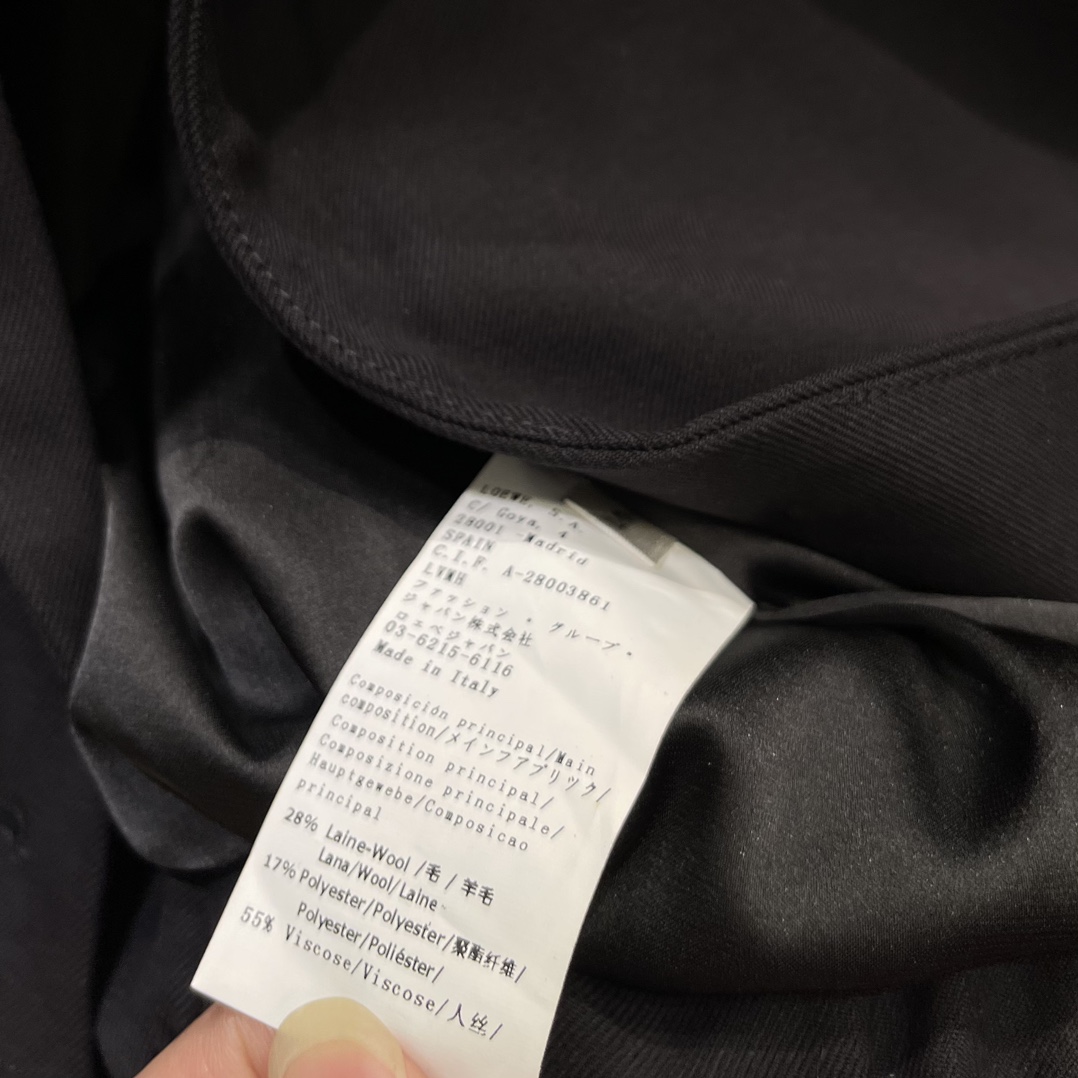 LOEWE, S.A.
C/ Goya, 4
28001 Madrid
SPAIN
C.I.F. A-28003861
LVMH
ファッション・グループ・
ジャパン株式会社
ロエベジャパン
03-6215-6116
Made in Italy
Composición principal/Main
composition/メインファブリック/
Composition principal/
Composizione principale/
Hauptgewebe/Composicao
principal
28% Laine-Wool /毛 / 羊毛
Lana/Wool/Laine-
17% Polyester/Polyester/聚酯纤维/
Polyester/Poliéster/
55% Viscose/Viscose/人丝/